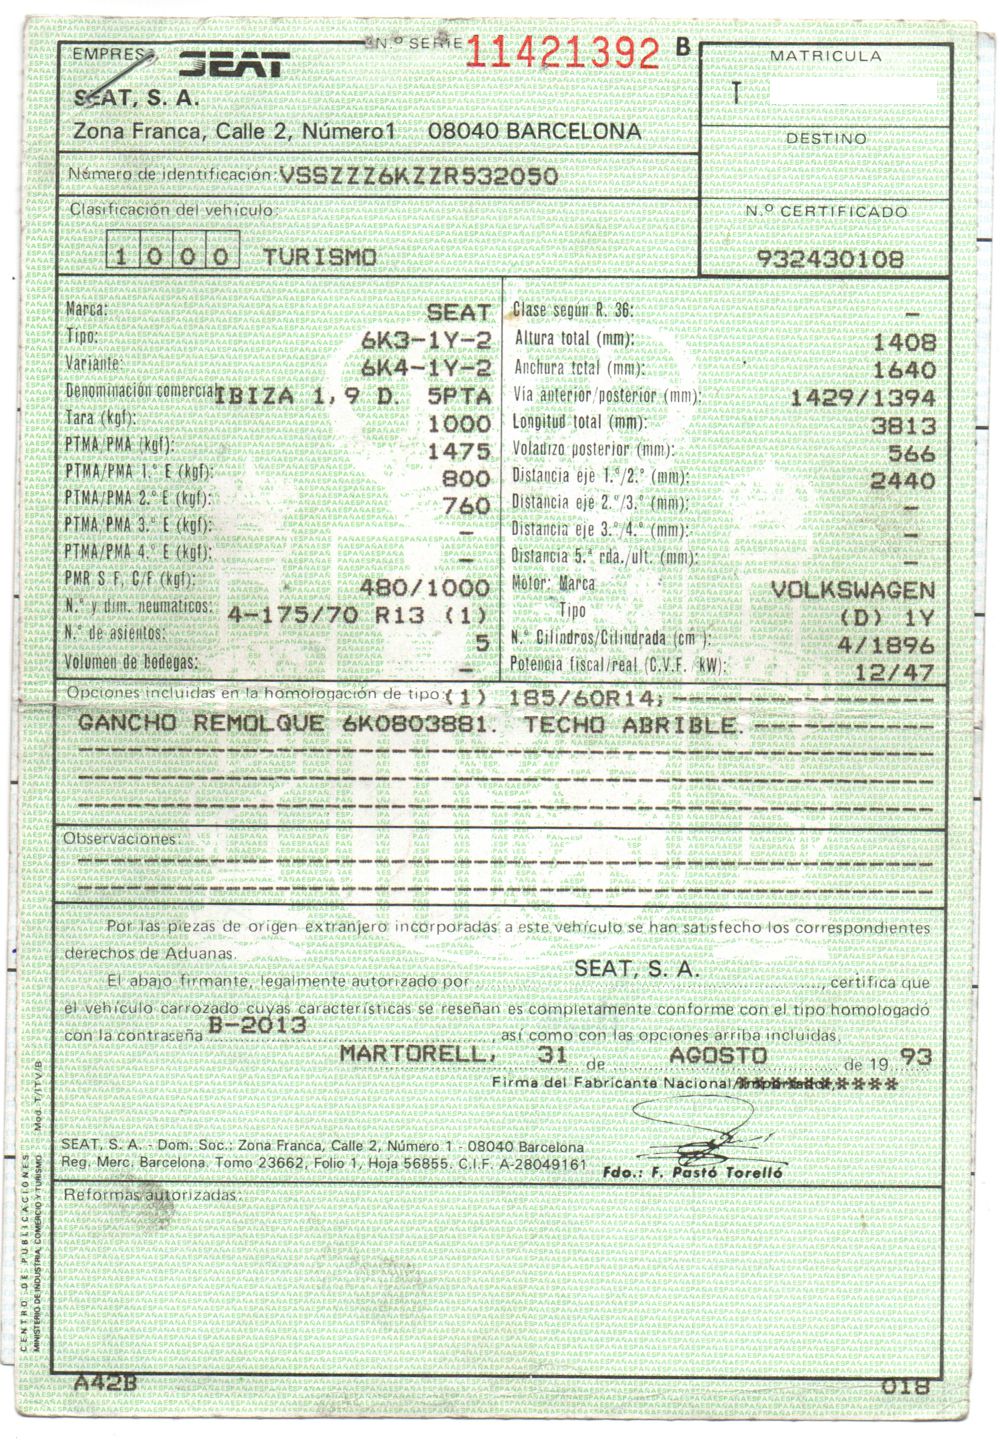 EMPRESA SEAT
N.º SERIE 11421392 B
SEAT, S. A.
Zona Franca, Calle 2, Número1 08040 BARCELONA
MATRICULA
T
DESTINO
Número de identificación: VSSZZZ6KZZR532050
Clasificación del vehículo:
1000 TURISMO
N.º CERTIFICADO
932430108
Marca: SEAT
Tipo: 6K3-1Y-2
Variante: 6K4-1Y-2
Denominación comercial IBIZA 1,9 D. 5PTA
Tara (kgf): 1000
PTMA/PMA (kgf): 1475
PTMA/PMA 1.º E (kgf): 800
PTMA/PMA 2.º E (kgf): 760
PTMA/PMA 3.º E (kgf): -
PTMA/PMA 4.º E (kgf): -
PMR S/F, C/F (kgf): 480/1000
N.º y dim. neumáticos: 4-175/70 R13 (1)
N.º de asientos: 5
Volumen de bodegas: -
Clase según R. 36: -
Altura total (mm): 1408
Anchura total (mm): 1640
Vía anterior/posterior (mm): 1429/1394
Longitud total (mm): 3813
Voladizo posterior (mm): 566
Distancia eje 1.º/2.º (mm): 2440
Distancia eje 2.º/3.º (mm): -
Distancia eje 3.º/4.º (mm): -
Distancia 5.ª rda./ult. (mm): -
Motor: Marca VOLKSWAGEN
Tipo (D) 1Y
N.º Cilindros/Cilindrada (cm³): 4/1896
Potencia fiscal/real (C.V.F. kW): 12/47
Opciones incluidas en la homologación de tipo: (1) 185/60R14;
GANCHO REMOLQUE 6K0803881. TECHO ABRIBLE.
Observaciones:
Por las piezas de origen extranjero incorporadas a este vehículo se han satisfecho los correspondientes
derechos de Aduanas.
El abajo firmante, legalmente autorizado por SEAT, S. A., certifica que
el vehículo carrozado cuyas características se reseñan es completamente conforme con el tipo homologado
con la contraseña B-2013, así como con las opciones arriba incluidas.
MARTORELL, 31 de AGOSTO de 19 93
Firma del Fabricante Nacional/Importador
SEAT, S. A. - Dom. Soc.: Zona Franca, Calle 2, Número 1 - 08040 Barcelona
Reg. Merc. Barcelona. Tomo 23662, Folio 1, Hoja 56855. C.I.F. A-28049161
Fdo.: F. Pastó Torelló
Reformas autorizadas:
CENTRO DE PUBLICACIONES
MINISTERIO DE INDUSTRIA, COMERCIO Y TURISMO Mod. T/ITV/B
A42B
018